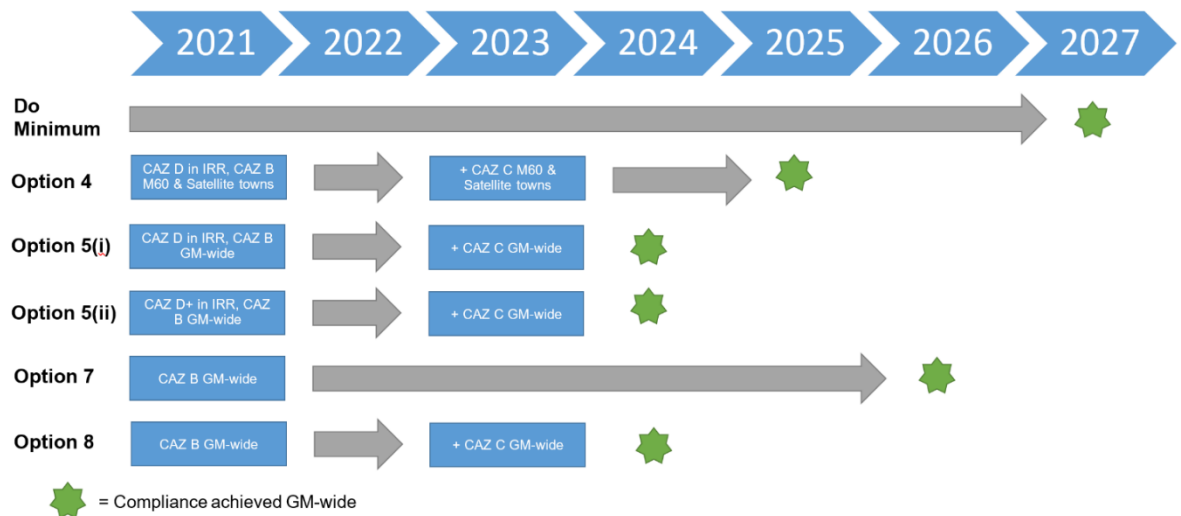 2021 2022 2023 2024 2025 2026 2027
Do
Minimum
Option 4
CAZ D in IRR, CAZ B
M60 & Satellite towns
+ CAZ C M60 &
Satellite towns
Option 5(i)
CAZ D in IRR, CAZ B
GM-wide
+ CAZ C GM-wide
Option 5(ii)
CAZ D+ in IRR, CAZ
B GM-wide
+ CAZ C GM-wide
Option 7
CAZ B GM-wide
Option 8
CAZ B GM-wide
+ CAZ C GM-wide
= Compliance achieved GM-wide